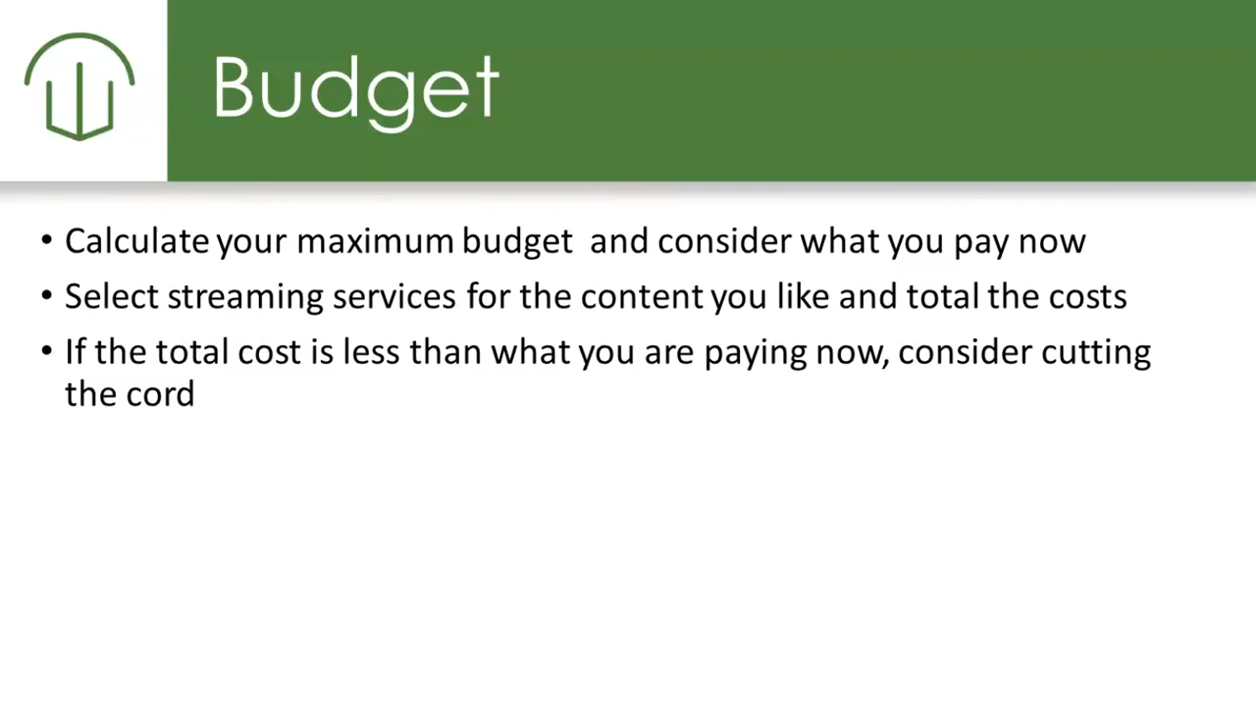 Budget
• Calculate your maximum budget  and consider what you pay now
• Select streaming services for the content you like and total the costs
• If the total cost is less than what you are paying now, consider cutting
the cord